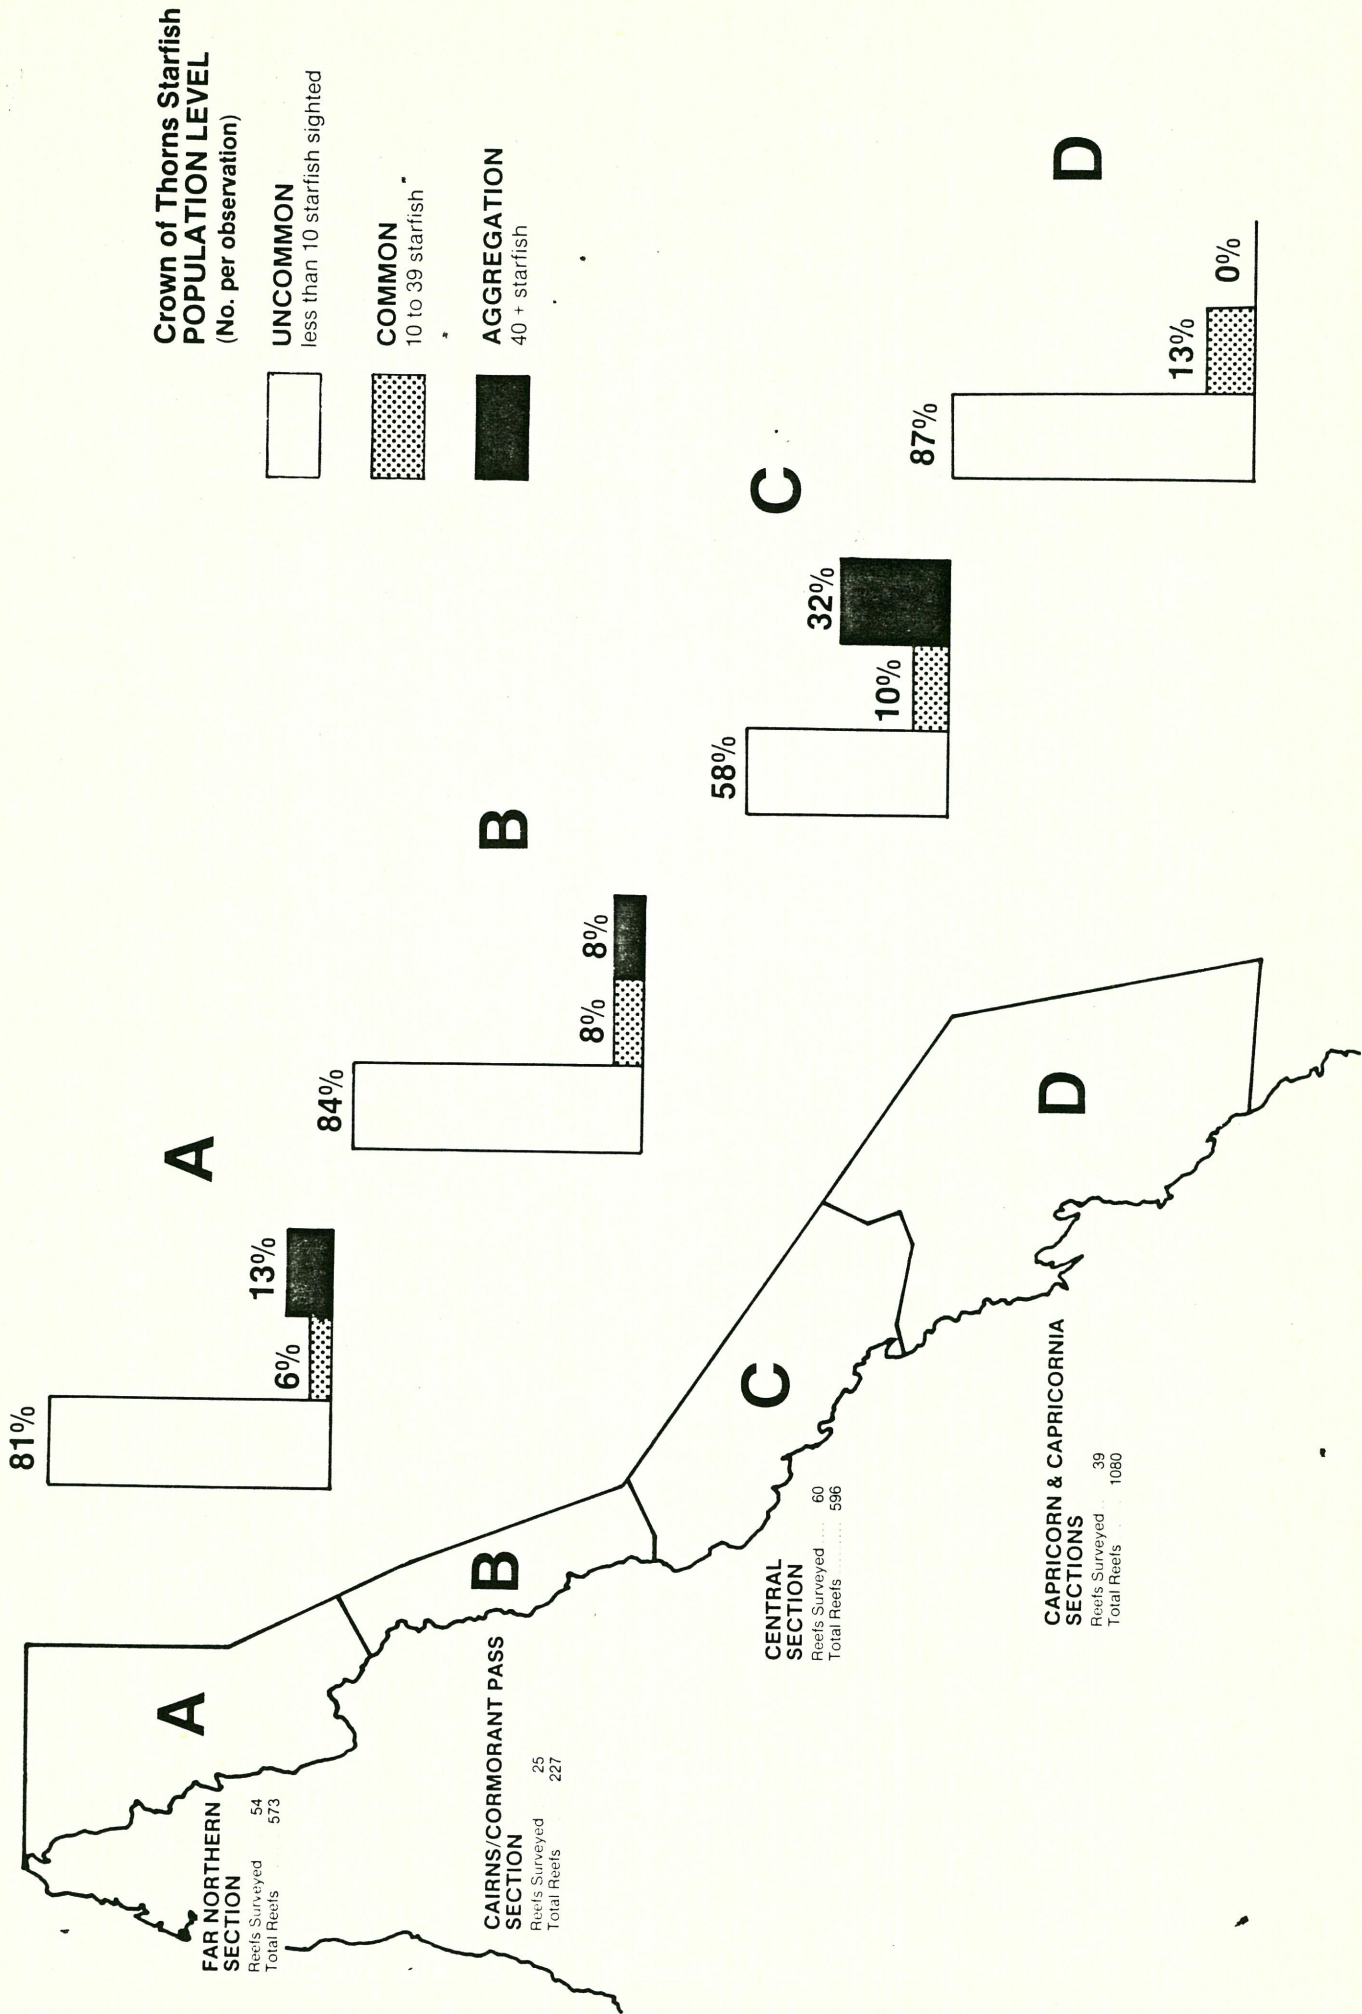 Crown of Thorns Starfish
POPULATION LEVEL
(No. per observation)
UNCOMMON
less than 10 starfish sighted
COMMON
10 to 39 starfish "
AGGREGATION
40 + starfish
A
81%
6%
13%
B
84%
8%
8%
C
58%
10%
32%
D
87%
13%
0%
A
B
C
D
FAR NORTHERN
SECTION
Reefs Surveyed 54
Total Reefs 573
CAIRNS/CORMORANT PASS
SECTION
Reefs Surveyed 25
Total Reefs 227
CENTRAL
SECTION
Reefs Surveyed .... 60
Total Reefs ......... 596
CAPRICORN & CAPRICORNIA
SECTIONS
Reefs Surveyed.. 39
Total Reefs 1080